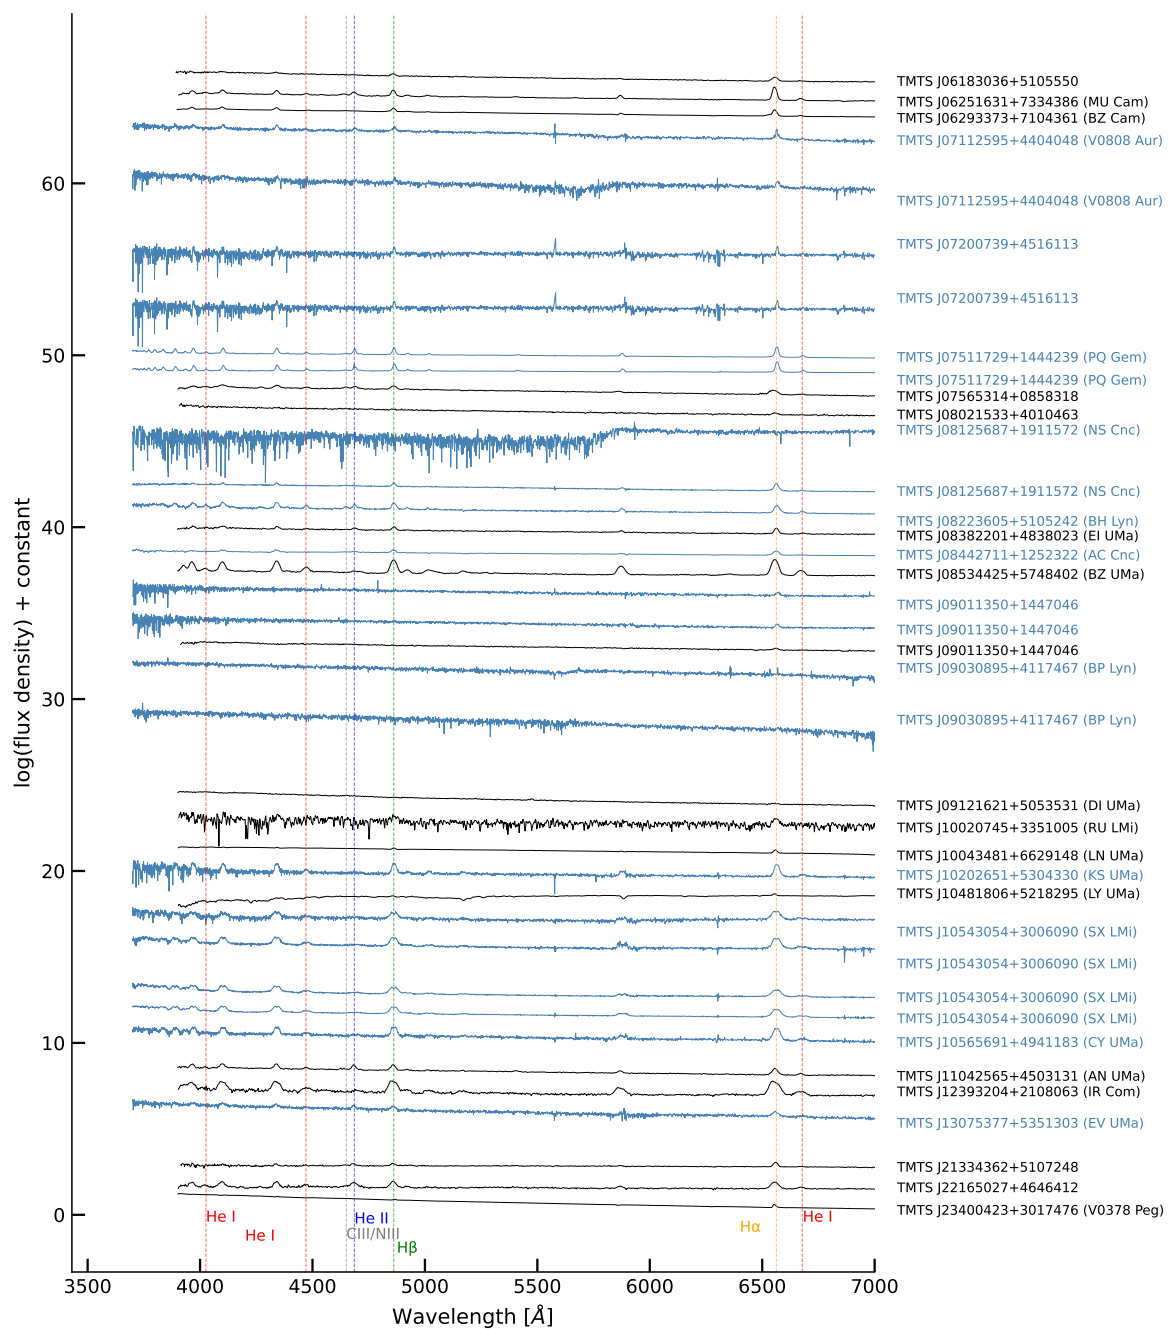 TMTS J06183036+5105550
TMTS J06251631+7334386 (MU Cam)
TMTS J06293373+7104361 (BZ Cam)
TMTS J07112595+4404048 (V0808 Aur)
60
TMTS J07112595+4404048 (V0808 Aur)
TMTS J07200739+4516113
TMTS J07200739+4516113
50
TMTS J07511729+1444239 (PQ Gem)
TMTS J07511729+1444239 (PQ Gem)
TMTS J07565314+0858318
TMTS J08021533+4010463
TMTS J08125687+1911572 (NS Cnc)
TMTS J08125687+1911572 (NS Cnc)
40
TMTS J08223605+5105242 (BH Lyn)
TMTS J08382201+4838023 (EI UMa)
TMTS J08442711+1252322 (AC Cnc)
TMTS J08534425+5748402 (BZ UMa)
TMTS J09011350+1447046
TMTS J09011350+1447046
TMTS J09011350+1447046
TMTS J09030895+4117467 (BP Lyn)
30
TMTS J09030895+4117467 (BP Lyn)
log(flux density) + constant
TMTS J09121621+5053531 (DI UMa)
TMTS J10020745+3351005 (RU LMi)
TMTS J10043481+6629148 (LN UMa)
20
TMTS J10202651+5304330 (KS UMa)
TMTS J10481806+5218295 (LY UMa)
TMTS J10543054+3006090 (SX LMi)
TMTS J10543054+3006090 (SX LMi)
TMTS J10543054+3006090 (SX LMi)
TMTS J10543054+3006090 (SX LMi)
10
TMTS J10565691+4941183 (CY UMa)
TMTS J11042565+4503131 (AN UMa)
TMTS J12393204+2108063 (IR Com)
TMTS J13075377+5351303 (EV UMa)
TMTS J21334362+5107248
TMTS J22165027+4646412
TMTS J23400423+3017476 (V0378 Peg)
0
He I
He II
He I
He I
CIII/NIII
Hα
Hβ
3500 4000 4500 5000 5500 6000 6500 7000
Wavelength [Å]